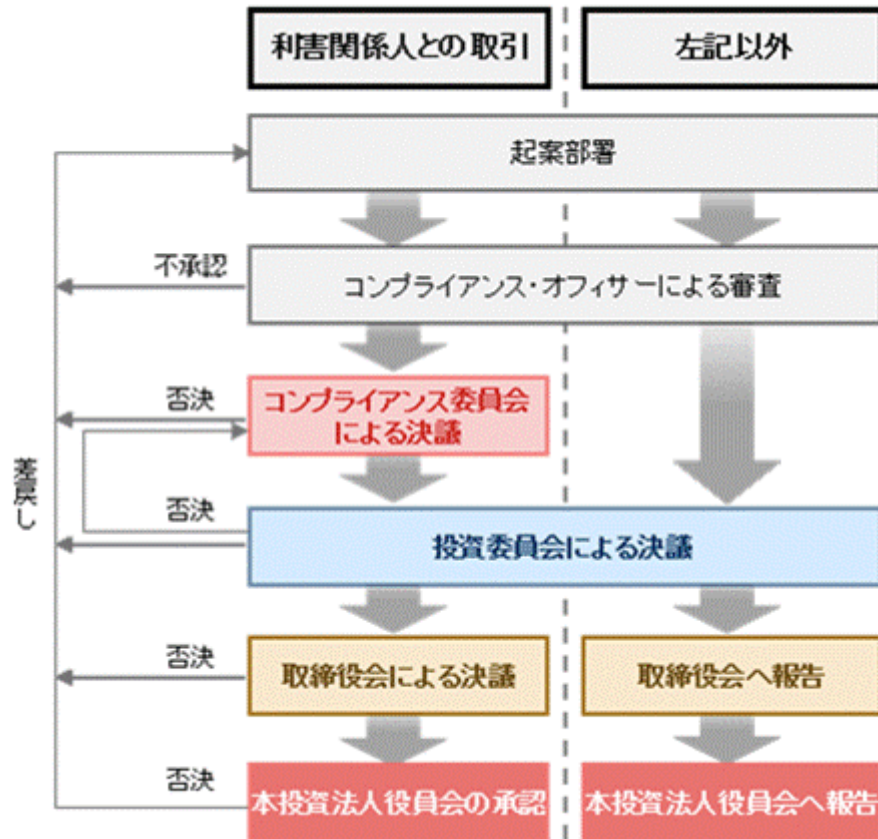 利害関係人との取引
左記以外
起案部署
不承認
コンプライアンス・オフィサーによる審査
否決
コンプライアンス委員会
による決議
差戻し
否決
投資委員会による決議
否決
取締役会による決議
取締役会へ報告
否決
本投資法人役員会の承認
本投資法人役員会へ報告